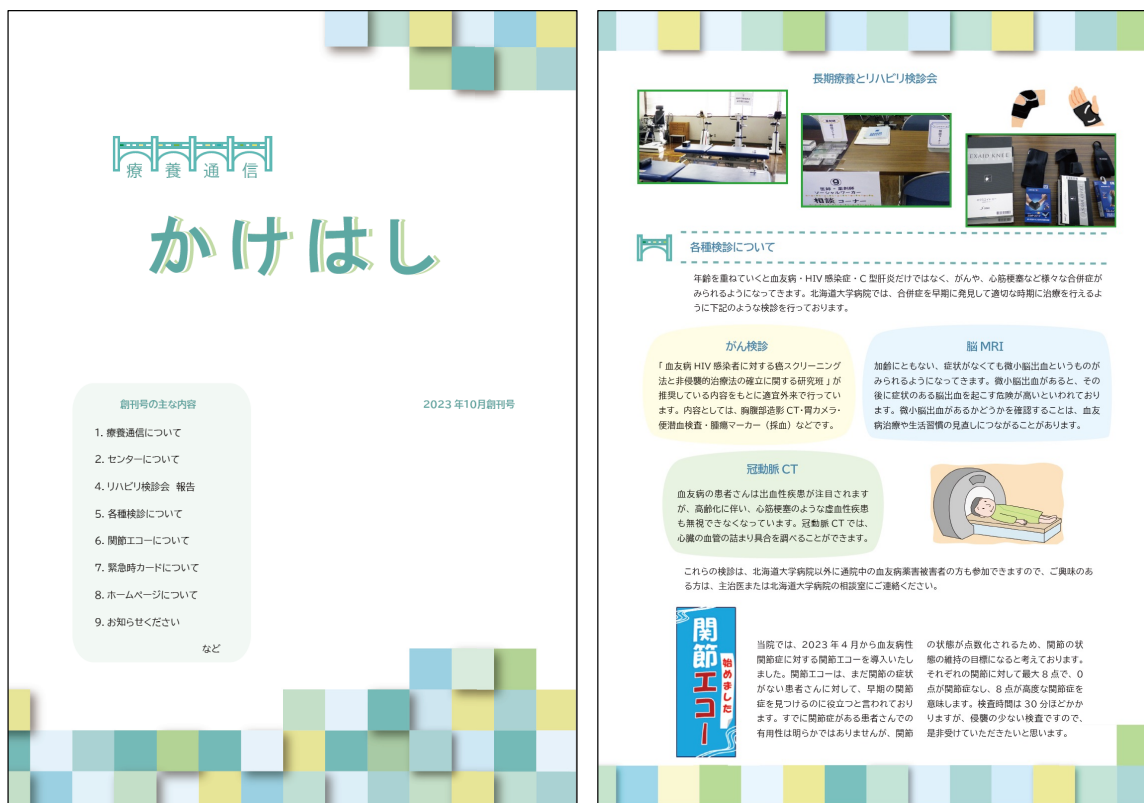 療養通信
かけはし
創刊号の主な内容
1. 療養通信について
2. センターについて
4. リハビリ検診会 報告
5. 各種検診について
6. 関節エコーについて
7. 緊急時カードについて
8. ホームページについて
9. お知らせください
など
2023 年10月創刊号
長期療養とリハビリ検診会
⑨
ソーシャルワーカー
相談 コーナー
EXAID KNEE
各種検診について
年齢を重ねていくと血友病・HIV 感染症・C 型肝炎だけではなく、がんや、心筋梗塞など様々な合併症が
みられるようになってきます。北海道大学病院では、合併症を早期に発見して適切な時期に治療を行えるよ
うに下記のような検診を行っております。
がん検診
「 血友病 HIV 感染者に対する癌スクリーニング
法と非侵襲的治療法の確立に関する研究班 」が
推奨している内容をもとに適宜外来で行ってい
ます。内容としては、胸腹部造影 CT・胃カメラ・
便潜血検査・腫瘍マーカー（採血）などです。
脳 MRI
加齢にともない、症状がなくても微小脳出血というものが
みられるようになってきます。微小脳出血があると、その
後に症状のある脳出血を起こす危険が高いといわれており
ます。微小脳出血があるかどうかを確認することは、血友
病治療や生活習慣の見直しにつながることがあります。
冠動脈 CT
血友病の患者さんは出血性疾患が注目されます
が、高齢化に伴い、心筋梗塞のような虚血性疾患
も無視できなくなっています。冠動脈 CT では、
心臓の血管の詰まり具合を調べることができます。
これらの検診は、北海道大学病院以外に通院中の血友病薬害被害者の方も参加できますので、ご興味のあ
る方は、主治医または北海道大学病院の相談室にご連絡ください。
関節エコー
始めました
当院では、2023 年 4 月から血友病性
関節症に対する関節エコーを導入いたし
ました。関節エコーは、まだ関節の症状
がない患者さんに対して、早期の関節
症を見つけるのに役立つと言われており
ます。すでに関節症がある患者さんでの
有用性は明らかではありませんが、関節
の状態が点数化されるため、関節の状
態の維持の目標になると考えております。
それぞれの関節に対して最大 8 点で、0
点が関節症なし、8 点が高度な関節症を
意味します。検査時間は 30 分ほどかか
りますが、侵襲の少ない検査ですので、
是非受けていただきたいと思います。